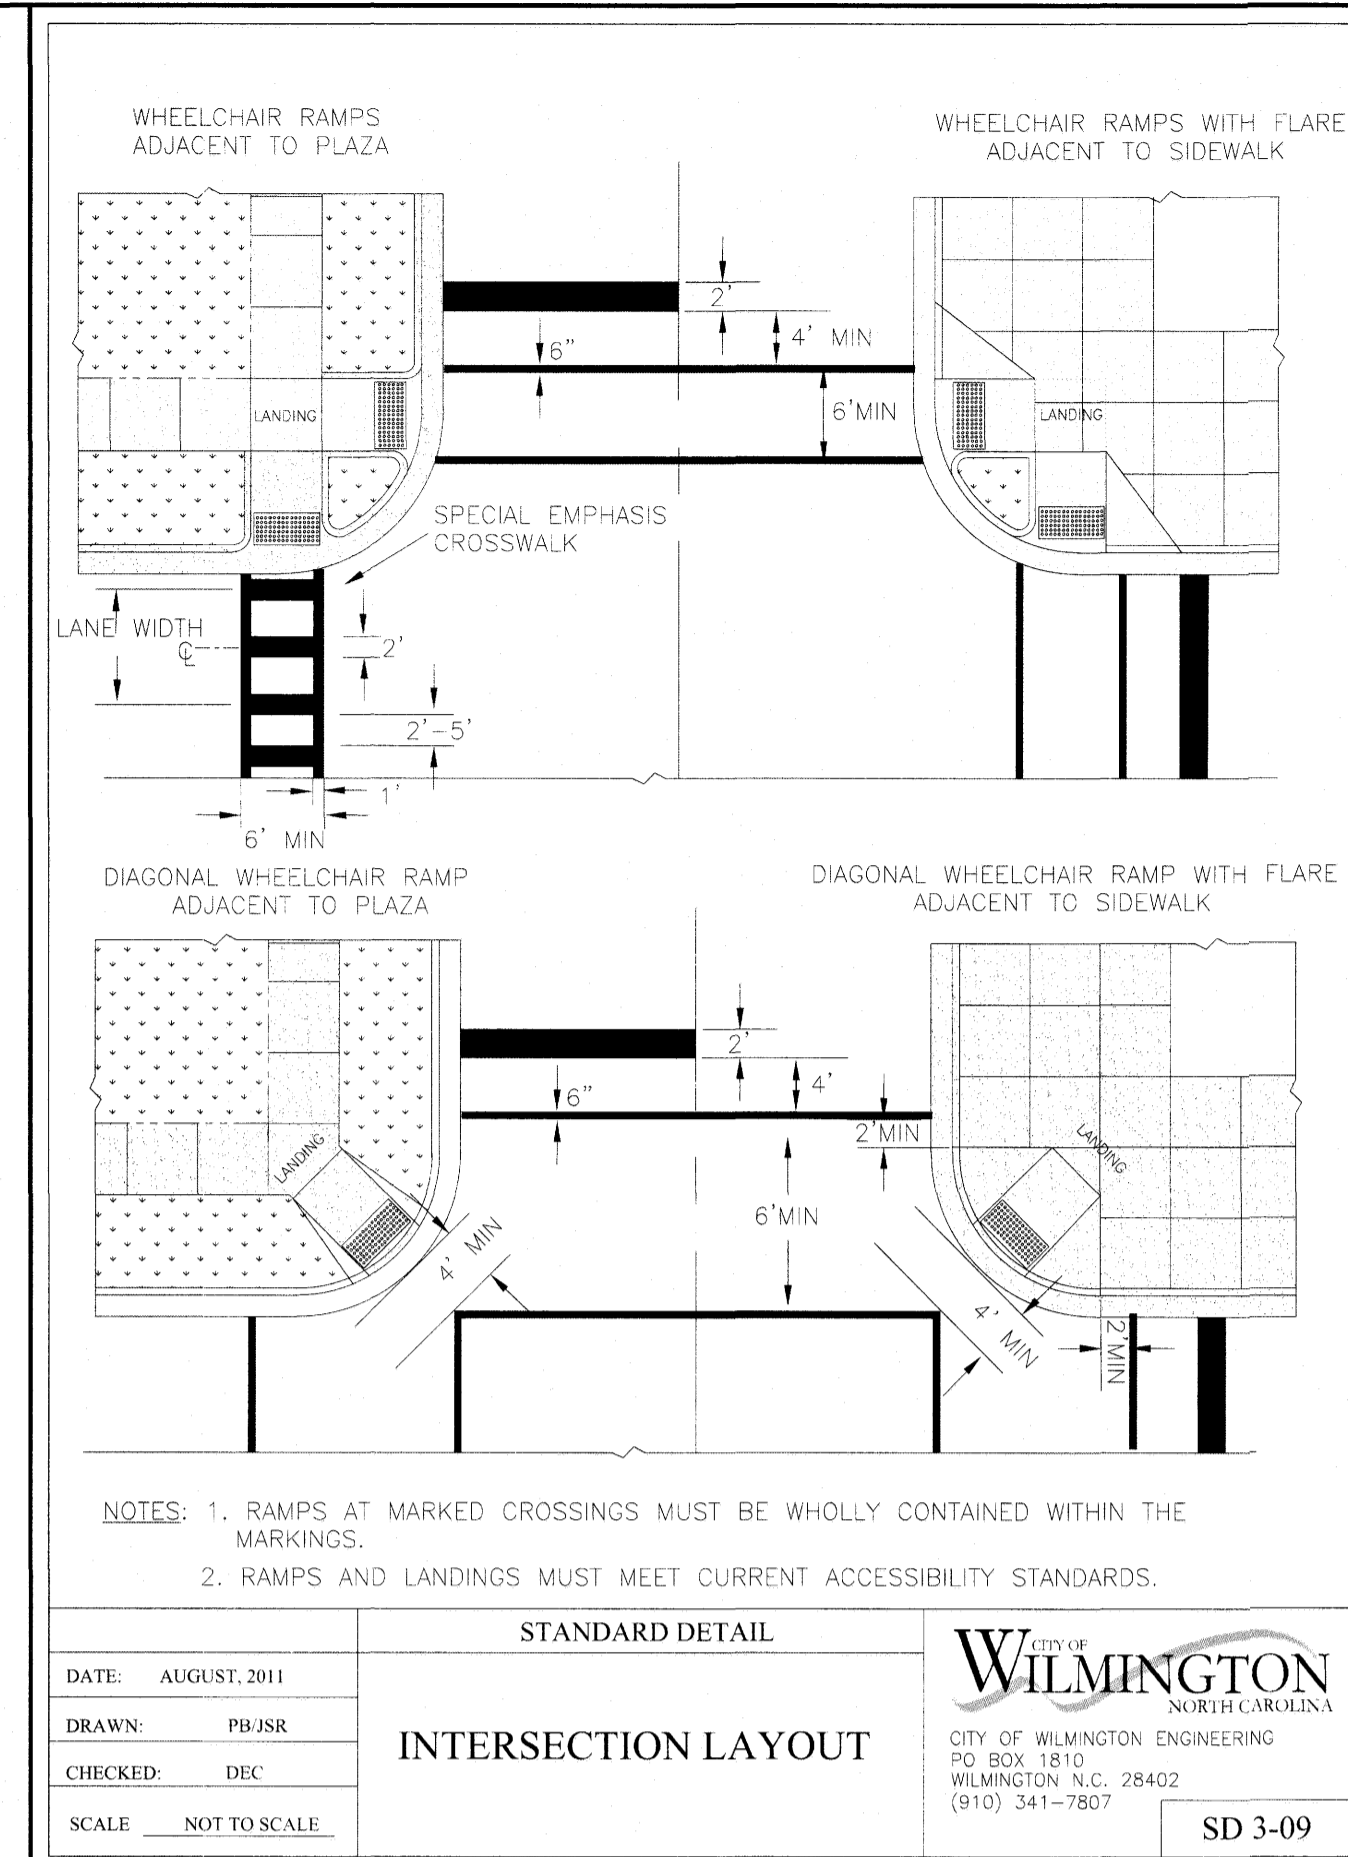 WHEELCHAIR RAMPS
ADJACENT TO PLAZA
WHEELCHAIR RAMPS WITH FLARE
ADJACENT TO SIDEWALK
2'
4' MIN
6"
6'MIN
LANDING
LANDING
SPECIAL EMPHASIS
CROSSWALK
LANE WIDTH
℄
2'
2'-5'
1'
6' MIN
DIAGONAL WHEELCHAIR RAMP
ADJACENT TO PLAZA
DIAGONAL WHEELCHAIR RAMP WITH FLARE
ADJACENT TO SIDEWALK
2'
4'
6"
2'MIN
LANDING
LANDING
6'MIN
4' MIN
4' MIN
2'MIN
NOTES: 1. RAMPS AT MARKED CROSSINGS MUST BE WHOLLY CONTAINED WITHIN THE
MARKINGS.
2. RAMPS AND LANDINGS MUST MEET CURRENT ACCESSIBILITY STANDARDS.
STANDARD DETAIL
DATE: AUGUST, 2011
DRAWN: PB/JSR
CHECKED: DEC
SCALE NOT TO SCALE
INTERSECTION LAYOUT
CITY OF
WILMINGTON
NORTH CAROLINA
CITY OF WILMINGTON ENGINEERING
PO BOX 1810
WILMINGTON N.C. 28402
(910) 341-7807
SD 3-09